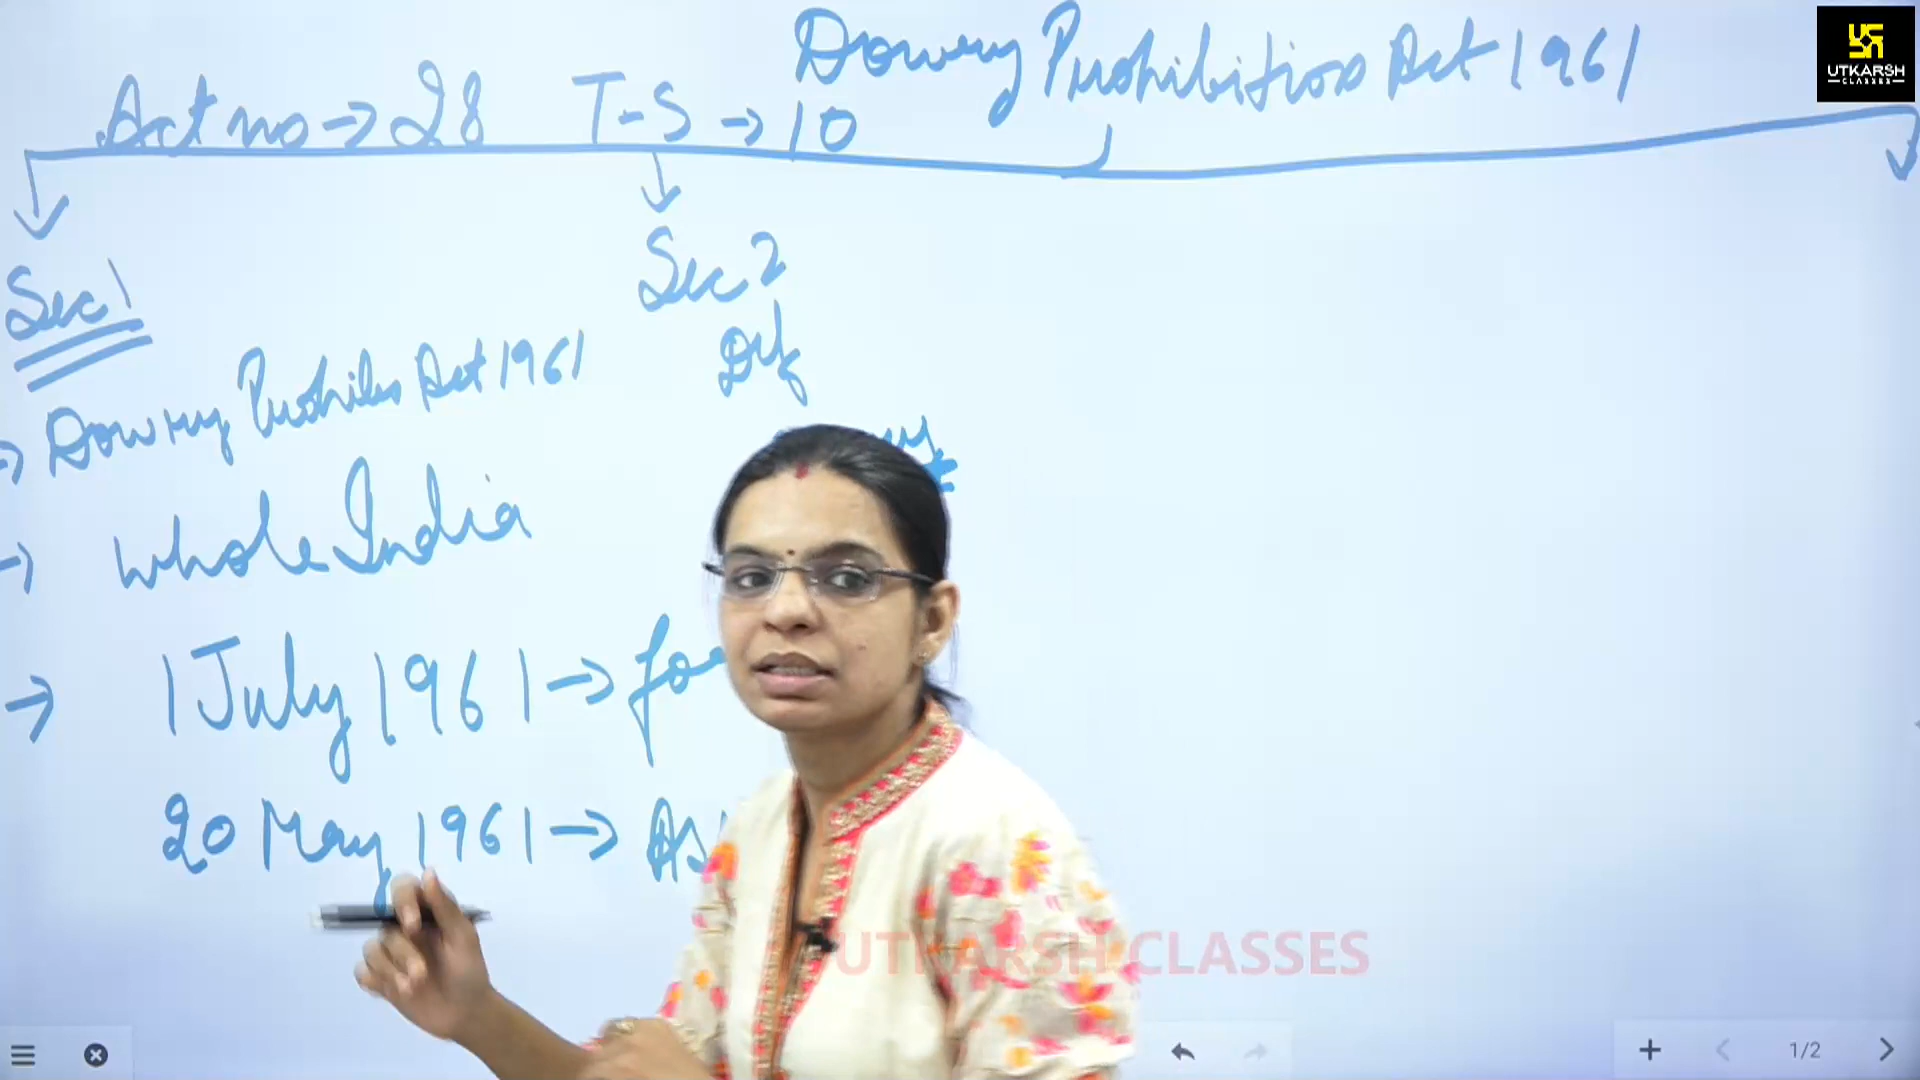 Dowry Prohibition Act 1961
Act no → 28 T-S → 10
UTKARSH
CLASSES
Sec 1
Sec 2
Def
→ Dowry Prohibi Act 1961
→ whole India
→ 1 July 1961 →
20 May 1961 →
UTKARSH CLASSES
1/2